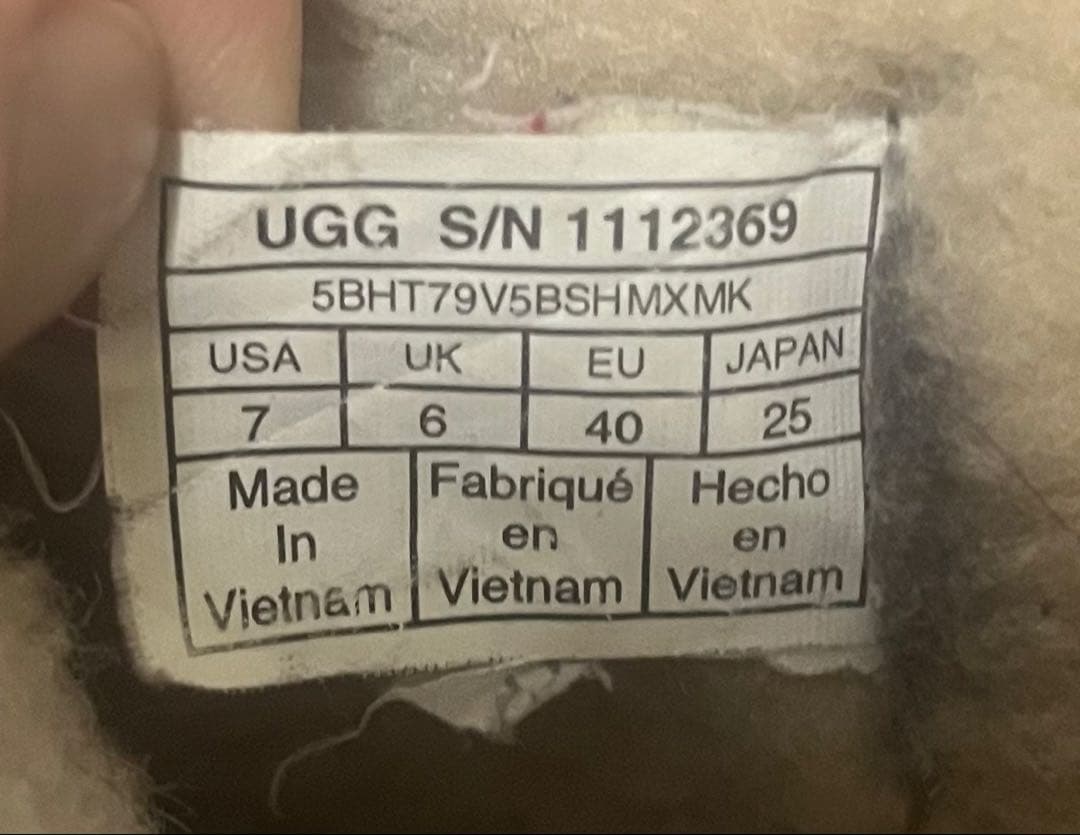 UGG S/N 1112369
5BHT79V5BSHMXMK
USA UK EU JAPAN
7 6 40 25
Made Fabriqué Hecho
In en en
Vietnam Vietnam Vietnam